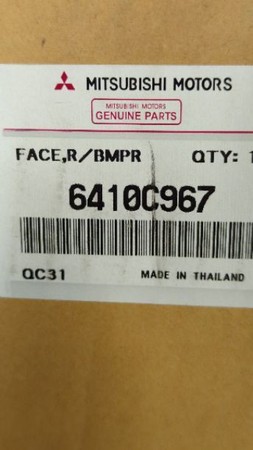 MITSUBISHI MOTORS
MITSUBISHI MOTORS
GENUINE PARTS
FACE,R/BMPR QTY: 1
6410C967
QC31 MADE IN THAILAND